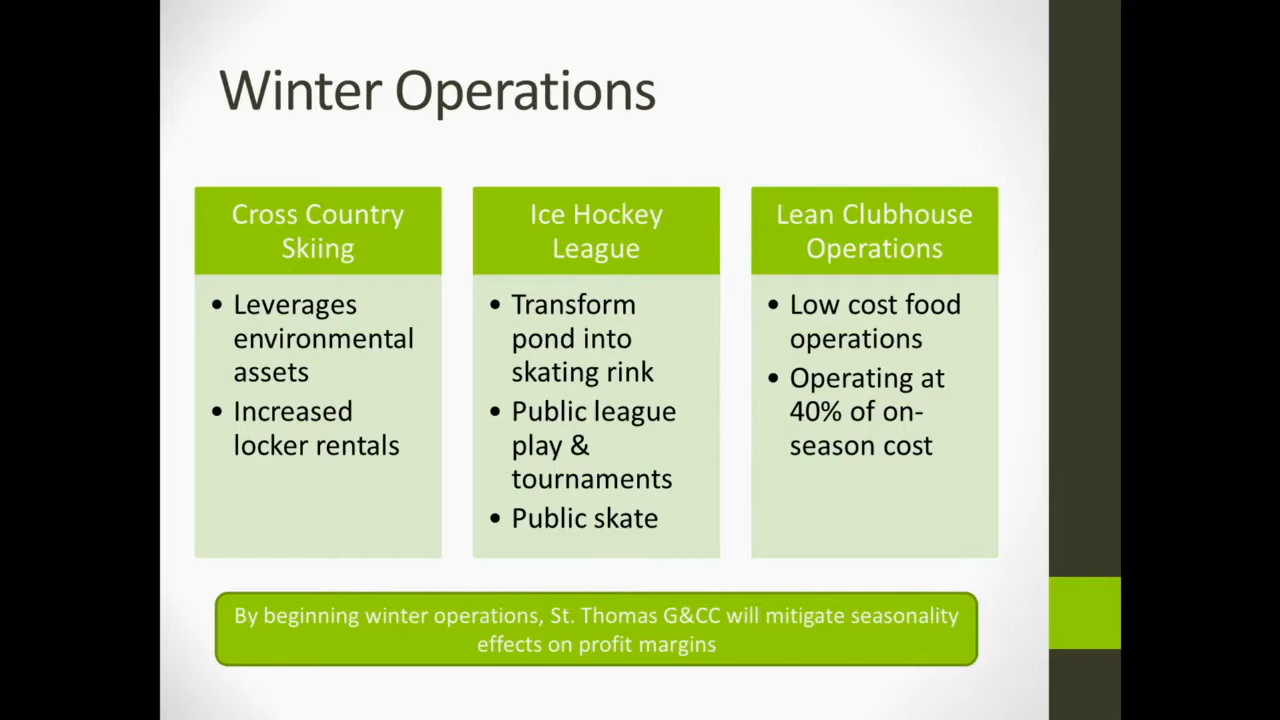 Winter Operations
Cross Country
Skiing
• Leverages
environmental
assets
• Increased
locker rentals
Ice Hockey
League
• Transform
pond into
skating rink
• Public league
play &
tournaments
• Public skate
Lean Clubhouse
Operations
• Low cost food
operations
• Operating at
40% of on-
season cost
By beginning winter operations, St. Thomas G&CC will mitigate seasonality
effects on profit margins